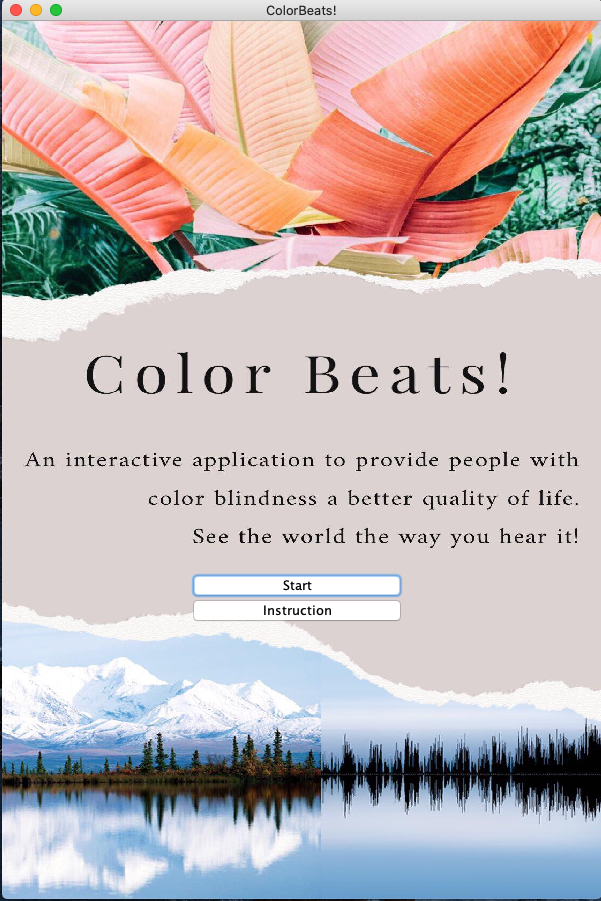 ColorBeats!
Color Beats!
An interactive application to provide people with
color blindness a better quality of life.
See the world the way you hear it!
Start
Instruction